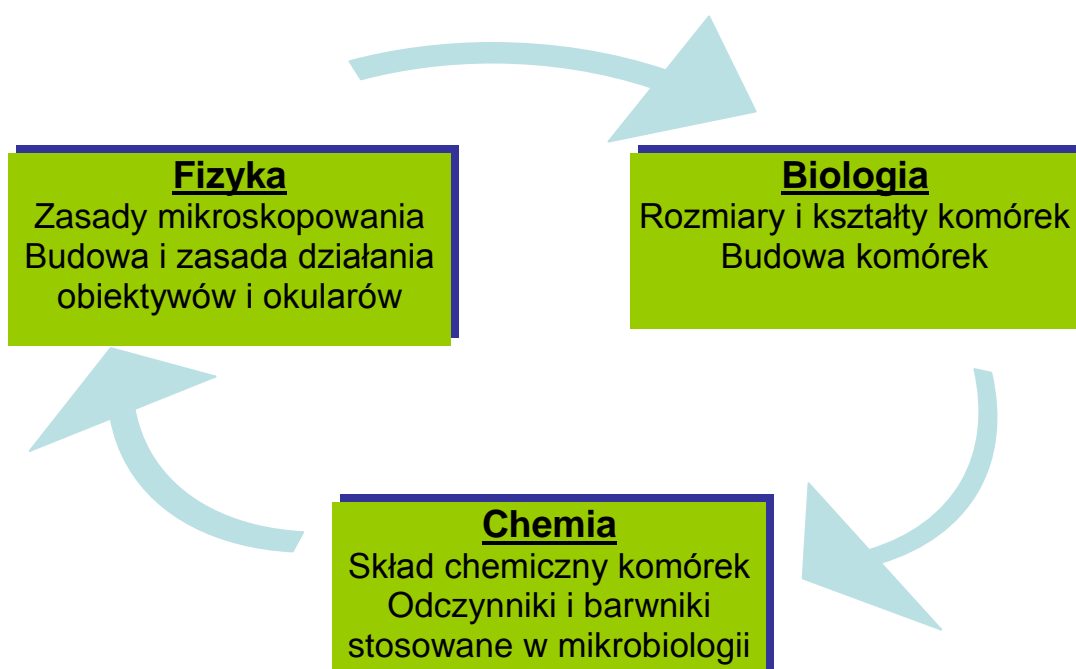 Fizyka
Zasady mikroskopowania
Budowa i zasada działania
obiektywów i okularów
Biologia
Rozmiary i kształty komórek
Budowa komórek
Chemia
Skład chemiczny komórek
Odczynniki i barwniki
stosowane w mikrobiologii